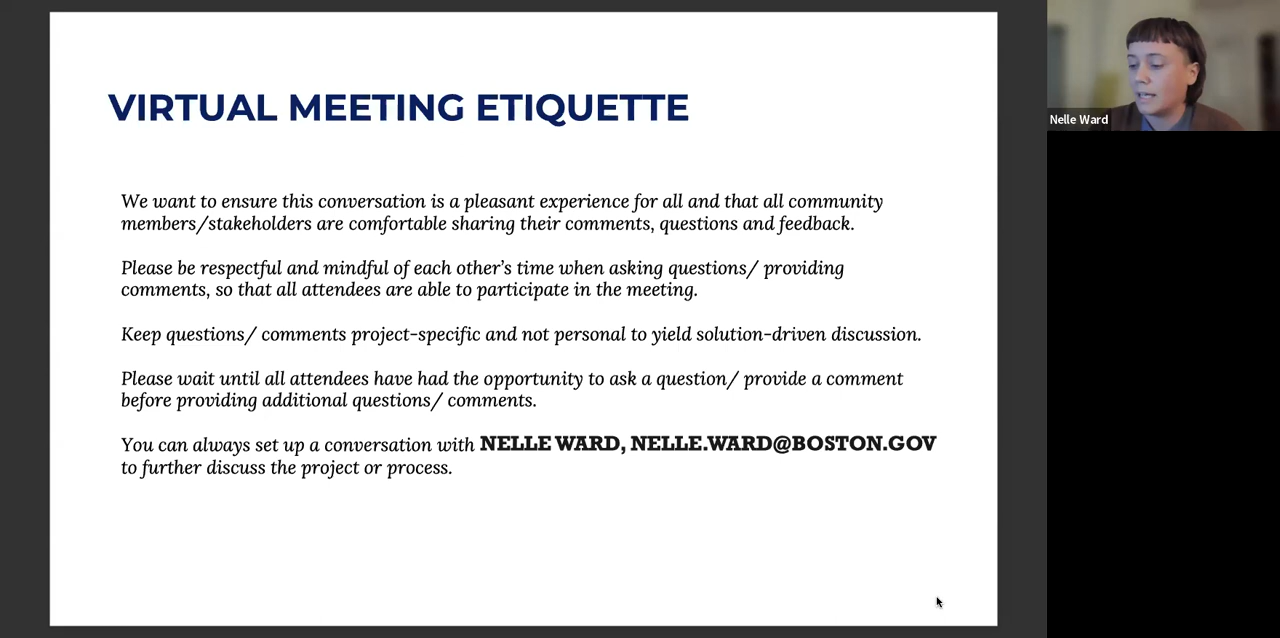 VIRTUAL MEETING ETIQUETTE
We want to ensure this conversation is a pleasant experience for all and that all community
members/stakeholders are comfortable sharing their comments, questions and feedback.
Please be respectful and mindful of each other's time when asking questions/ providing
comments, so that all attendees are able to participate in the meeting.
Keep questions/ comments project-specific and not personal to yield solution-driven discussion.
Please wait until all attendees have had the opportunity to ask a question/ provide a comment
before providing additional questions/ comments.
You can always set up a conversation with NELLE WARD, NELLE.WARD@BOSTON.GOV
to further discuss the project or process.
Nelle Ward